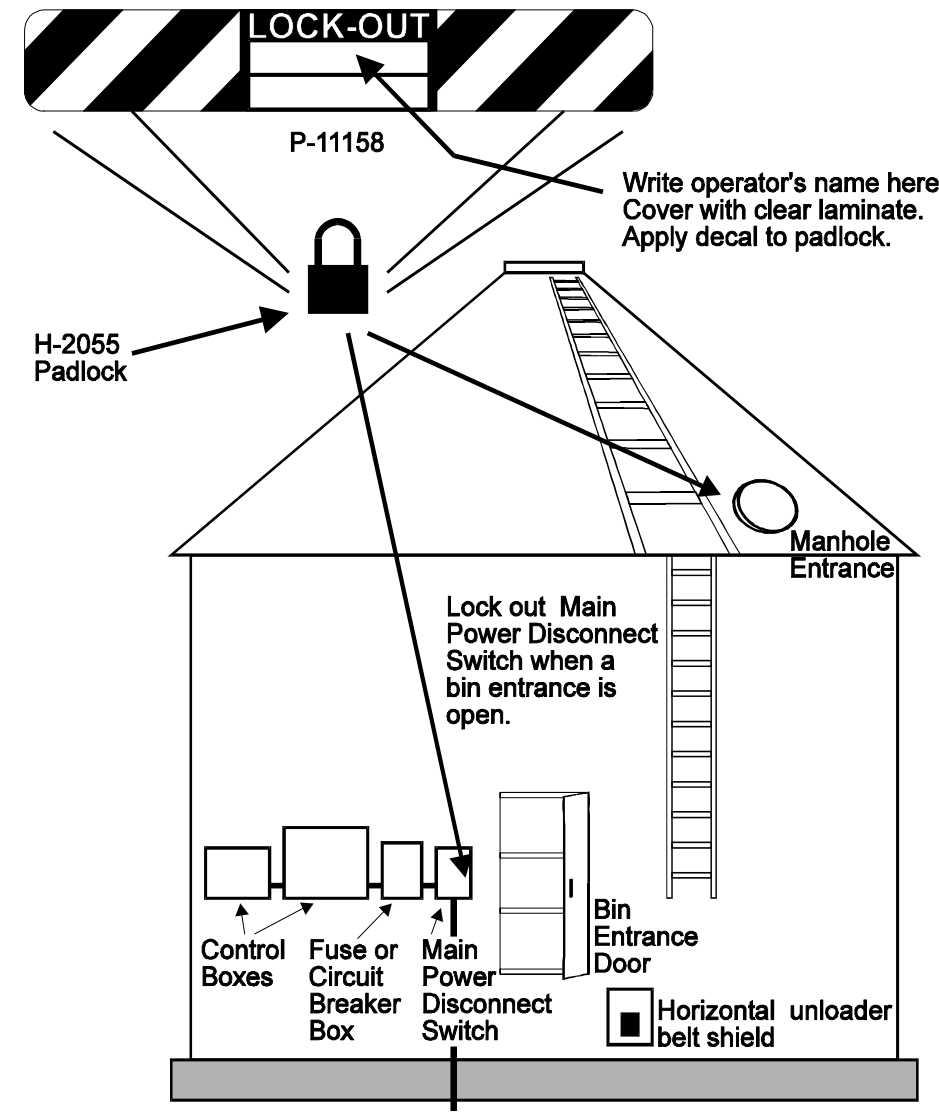 LOCK-OUT
P-11158
Write operator's name here
Cover with clear laminate.
Apply decal to padlock.
H-2055
Padlock
Manhole
Entrance
Lock out Main
Power Disconnect
Switch when a
bin entrance is
open.
Control
Boxes
Fuse or
Circuit
Breaker
Box
Main
Power
Disconnect
Switch
Bin
Entrance
Door
Horizontal unloader
belt shield